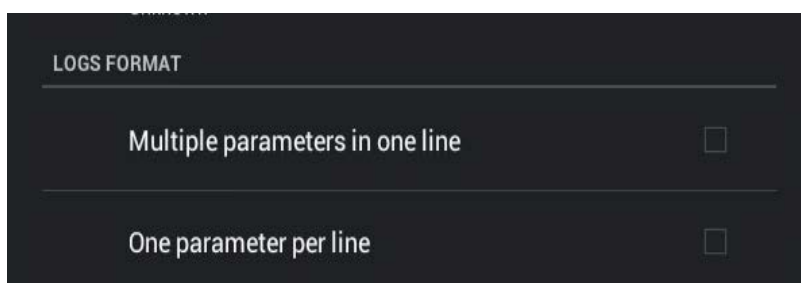 LOGS FORMAT
Multiple parameters in one line
One parameter per line